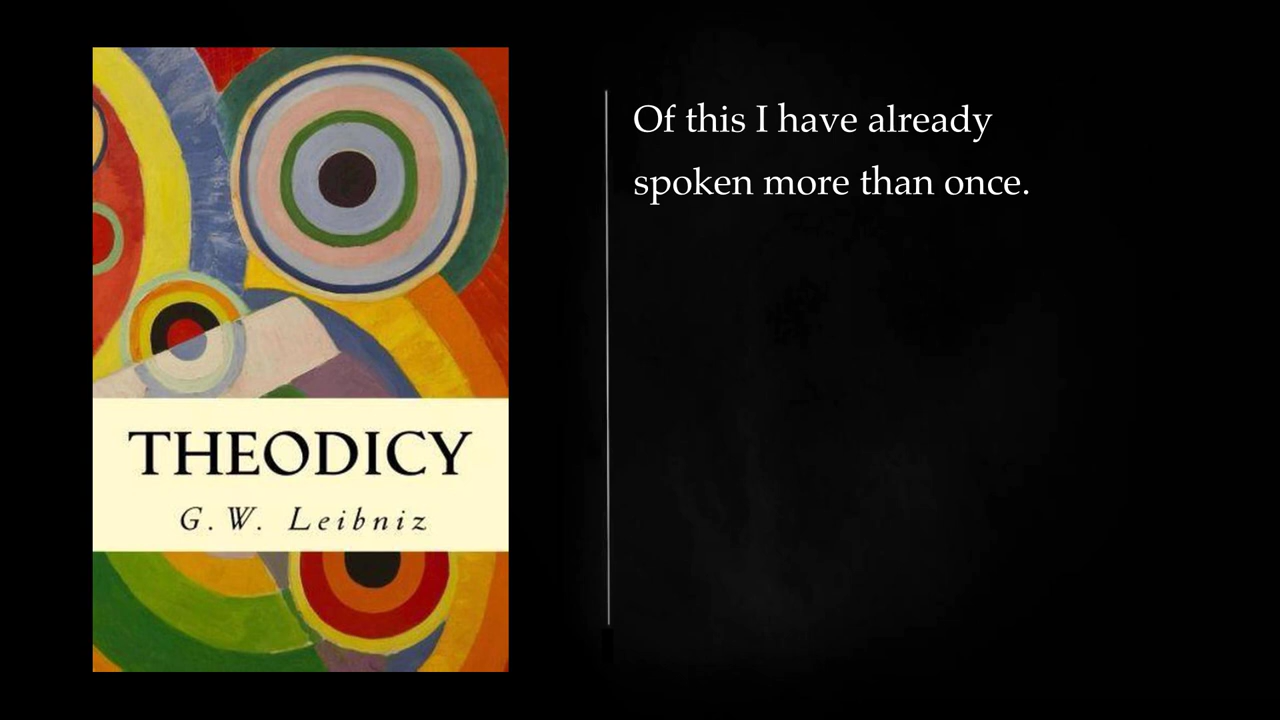 THEODICY
G. W. Leibniz
Of this I have already
spoken more than once.